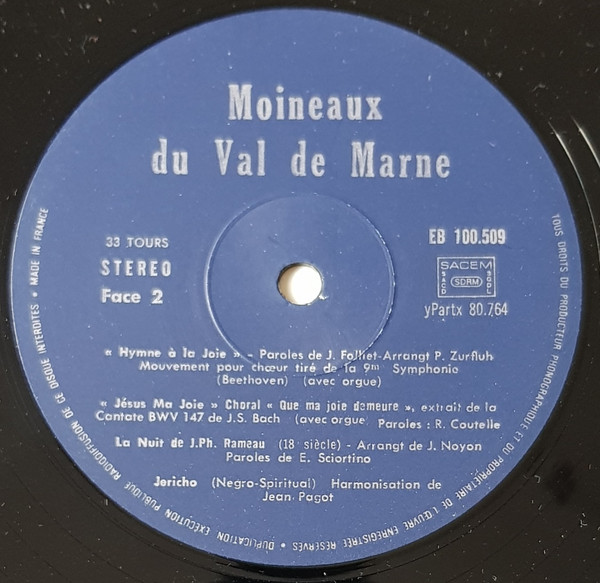 Moineaux
du Val de Marne
33 TOURS
STEREO
Face 2
EB 100.509
SACEM
SACD SDRM SGDL
yPartx 80.764
« Hymne à la Joie » - Paroles de J. Folliet-Arrangt P. Zurfluh
Mouvement pour chœur tiré de la 9me Symphonie
(Beethoven) (avec orgue)
« Jésus Ma Joie » Choral « Que ma joie demeure », extrait de la
Cantate BWV 147 de J.S. Bach (avec orgue) Paroles : R. Coutelle
La Nuit de J.Ph. Rameau (18e siècle) - Arrangt de J. Noyon
Paroles de E. Sciortino
Jericho (Negro-Spiritual) Harmonisation de
Jean Pagot
TOUS DROITS DU PRODUCTEUR PHONOGRAPHIQUE ET DU PROPRIETAIRE DE L'ŒUVRE ENREGISTREE RESERVES • DUPLICATION EXECUTION PUBLIQUE RADIODIFFUSION DE CE DISQUE INTERDITES • MADE IN FRANCE